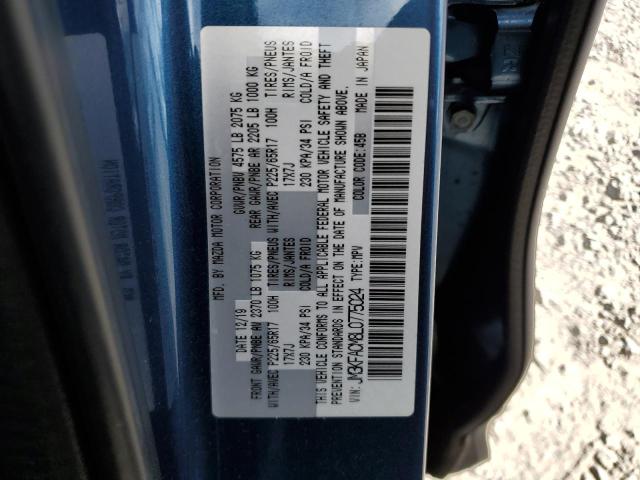 MFD. BY MAZDA MOTOR CORPORATION
DATE 12/19 GVWR/PNBV 4575 LB 2075 KG
FRONT GAWR/PNBE AV 2370 LB 1075 KG REAR GAWR/PNBE AR 2205 LB 1000 KG
WITH/AVEC P225/65R17 100H TIRES/PNEUS WITH/AVEC P225/65R17 100H TIRES/PNEUS
17X7J RIMS/JANTES 17X7J RIMS/JANTES
230 KPA/34 PSI COLD/A FROID 230 KPA/34 PSI COLD/A FROID
THIS VEHICLE CONFORMS TO ALL APPLICABLE FEDERAL MOTOR VEHICLE SAFETY AND THEFT
PREVENTION STANDARDS IN EFFECT ON THE DATE OF MANUFACTURE SHOWN ABOVE.
VIN: JM3KFACM8L0775024 TYPE:MPV COLOR CODE:45B MADE IN JAPAN